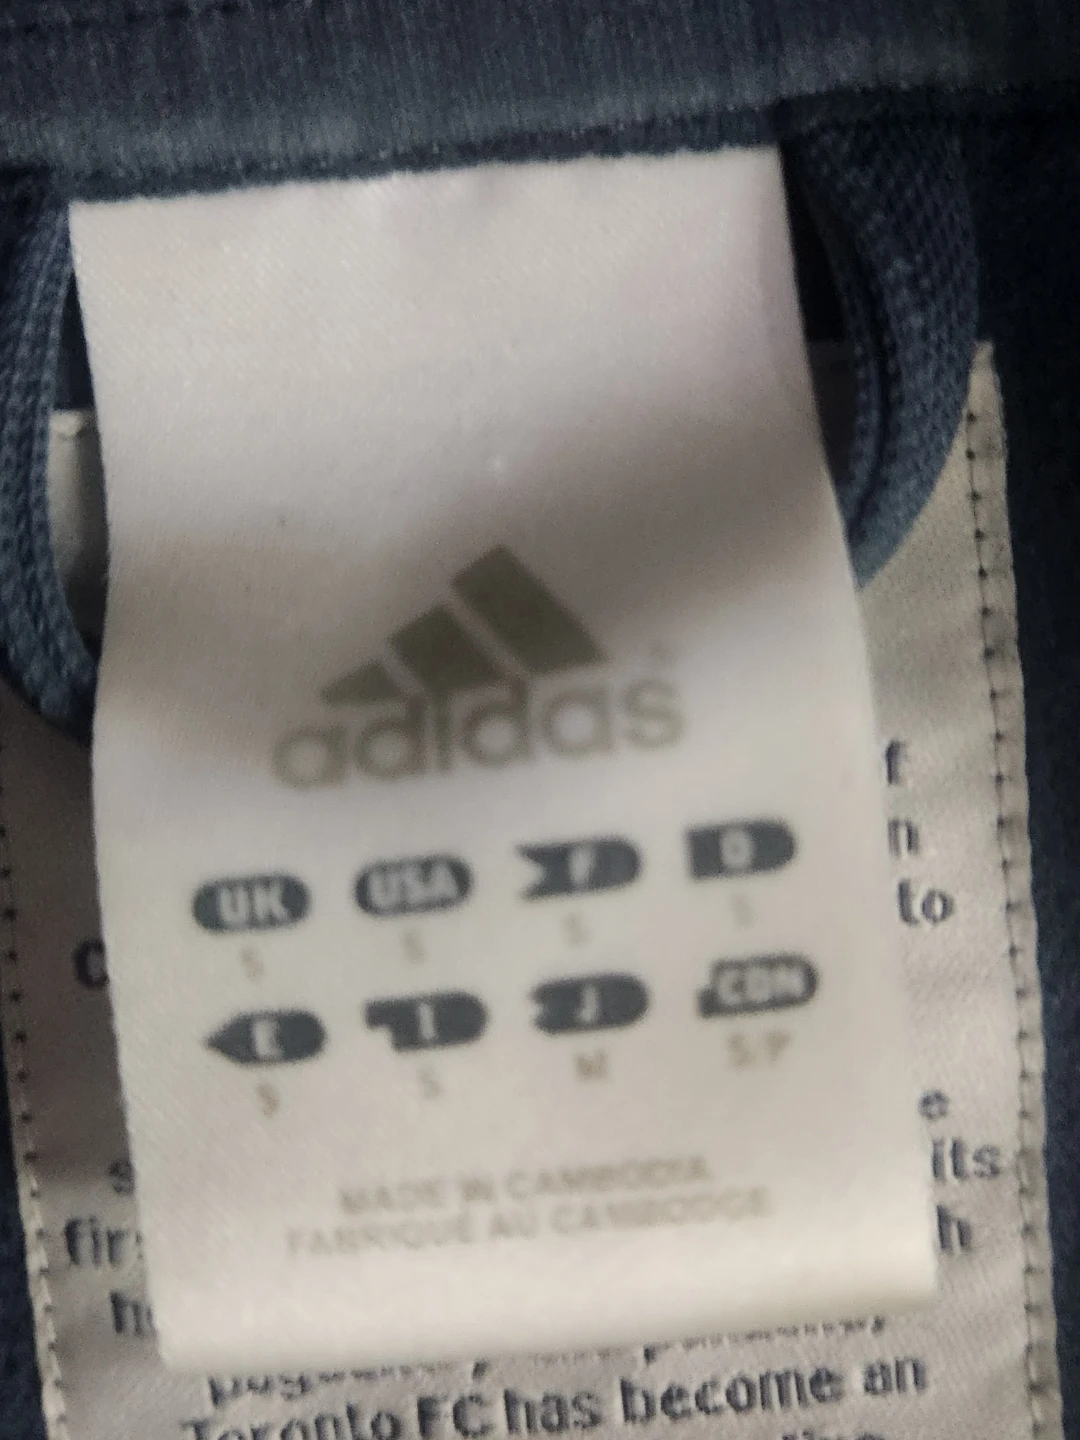 adidas
UK USA F D
S S S S
E I J CDN
S S M S/P
MADE IN CAMBODIA
FABRIQUÉ AU CAMBODGE
f
n
to
e
its
h
Toronto FC has become an